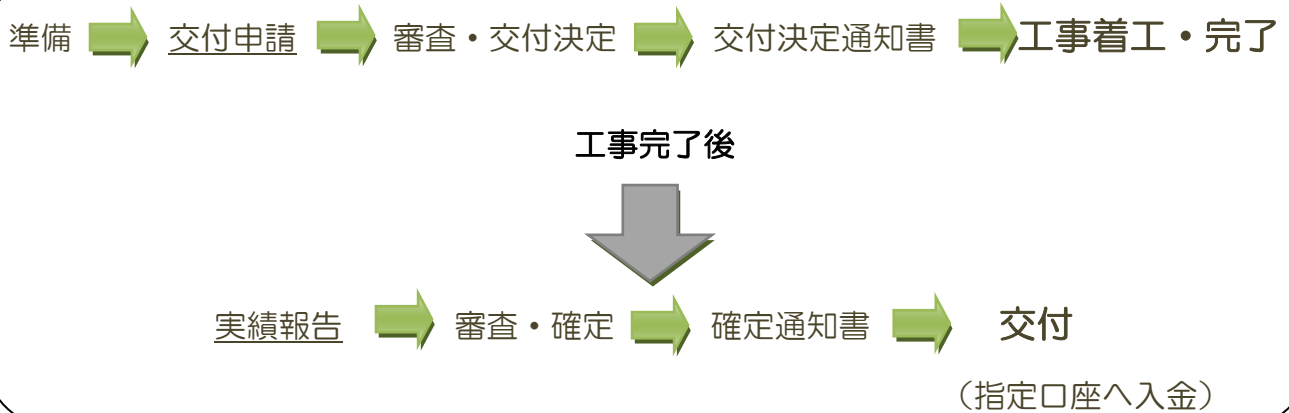 準備 交付申請 審査・交付決定 交付決定通知書 工事着工・完了
工事完了後
実績報告 審査・確定 確定通知書 交付
（指定口座へ入金）